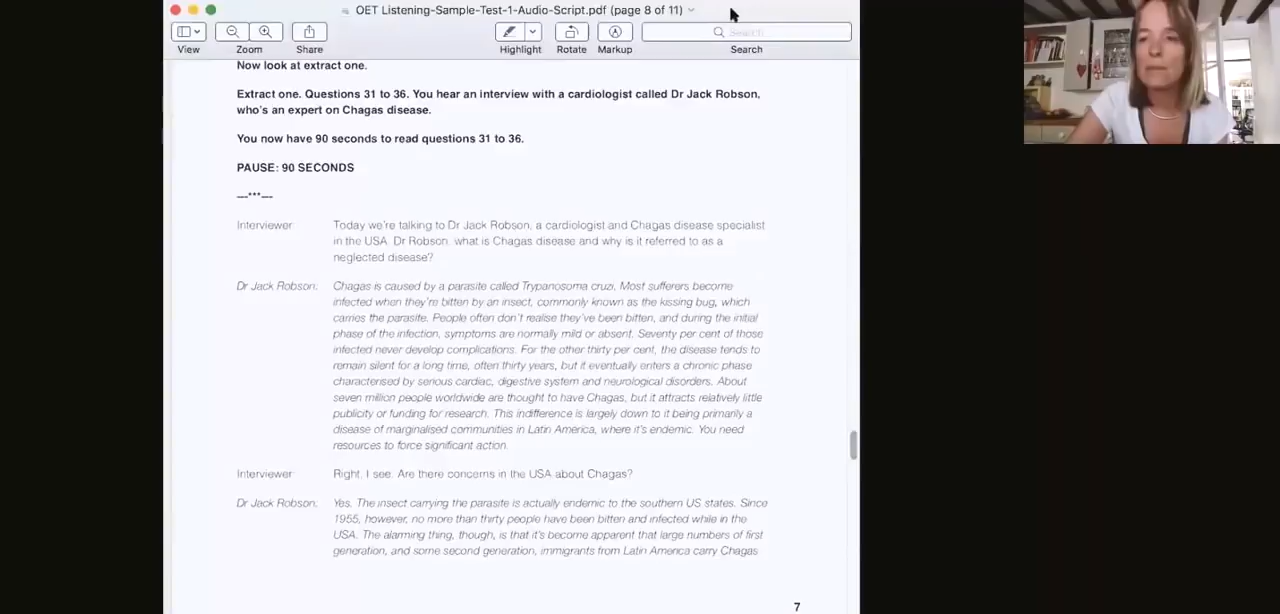 OET Listening-Sample-Test-1-Audio-Script.pdf (page 8 of 11)
View Zoom Share Highlight Rotate Markup Search
Search
Now look at extract one.
Extract one. Questions 31 to 36. You hear an interview with a cardiologist called Dr Jack Robson,
who's an expert on Chagas disease.
You now have 90 seconds to read questions 31 to 36.
PAUSE: 90 SECONDS
---***---
Interviewer: Today we're talking to Dr Jack Robson, a cardiologist and Chagas disease specialist
in the USA. Dr Robson, what is Chagas disease and why is it referred to as a
neglected disease?
Dr Jack Robson: Chagas is caused by a parasite called Trypanosoma cruzi. Most sufferers become
infected when they're bitten by an insect, commonly known as the kissing bug, which
carries the parasite. People often don't realise they've been bitten, and during the initial
phase of the infection, symptoms are normally mild or absent. Seventy per cent of those
infected never develop complications. For the other thirty per cent, the disease tends to
remain silent for a long time, often thirty years, but it eventually enters a chronic phase
characterised by serious cardiac, digestive system and neurological disorders. About
seven million people worldwide are thought to have Chagas, but it attracts relatively little
publicity or funding for research. This indifference is largely down to it being primarily a
disease of marginalised communities in Latin America, where it's endemic. You need
resources to force significant action.
Interviewer: Right, I see. Are there concerns in the USA about Chagas?
Dr Jack Robson: Yes. The insect carrying the parasite is actually endemic to the southern US states. Since
1955, however, no more than thirty people have been bitten and infected while in the
USA. The alarming thing, though, is that it's become apparent that large numbers of first
generation, and some second generation, immigrants from Latin America carry Chagas
7